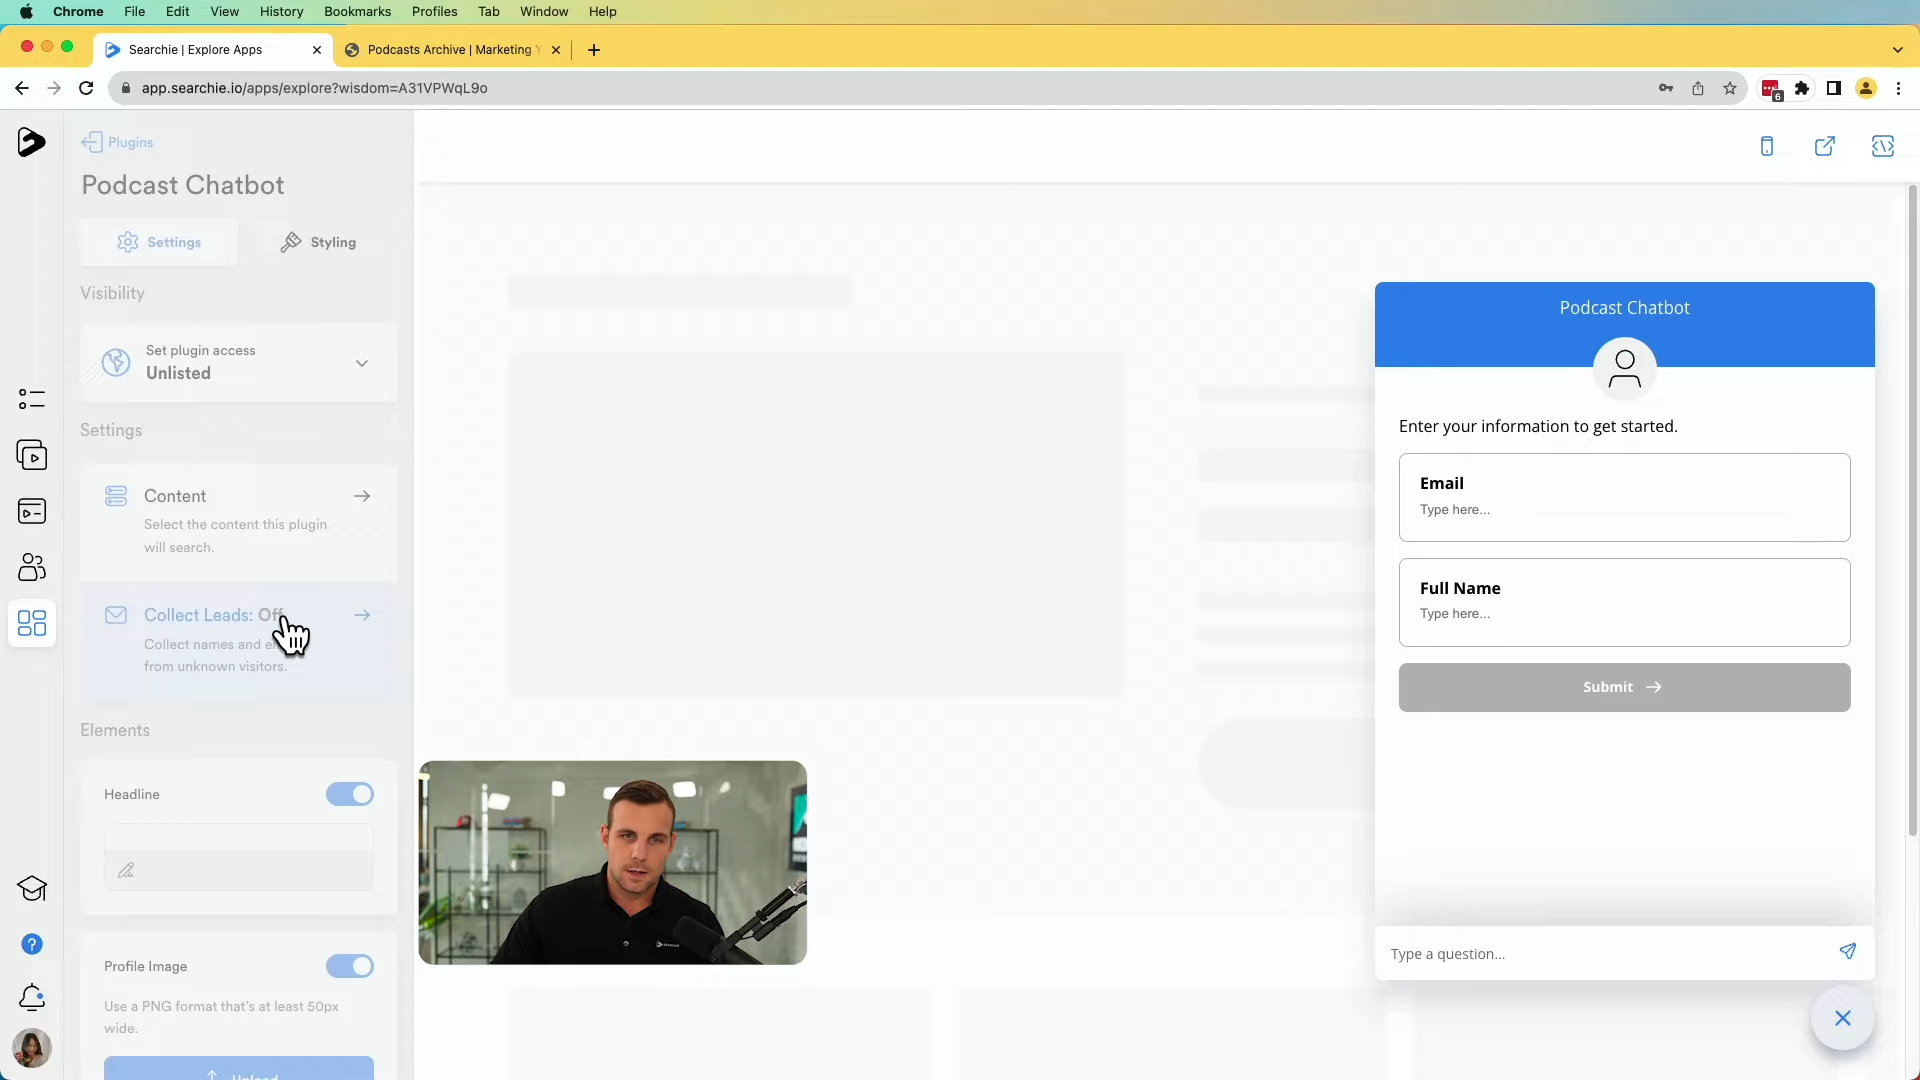 Chrome File Edit View History Bookmarks Profiles Tab Window Help
Searchie | Explore Apps
Podcasts Archive | Marketing Y
app.searchie.io/apps/explore?wisdom=A31VPWqL9o
6
Plugins
Podcast Chatbot
Settings
Styling
Visibility
Set plugin access
Unlisted
Settings
Content
Select the content this plugin
will search.
Collect Leads: Off
Collect names and
from unknown visitors.
Elements
Headline
Profile Image
Use a PNG format that's at least 50px
wide.
Upload
Podcast Chatbot
Enter your information to get started.
Email
Type here...
Full Name
Type here...
Submit
Type a question...